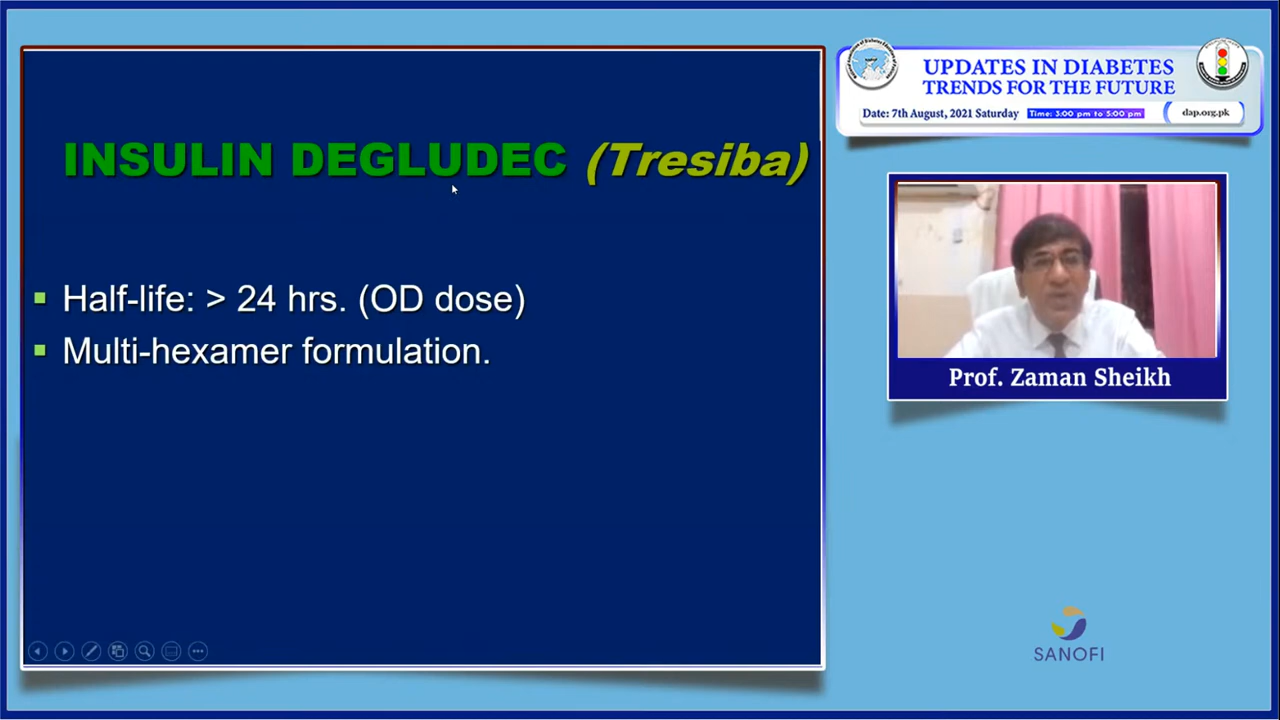 INSULIN DEGLUDEC (Tresiba)
Half-life: > 24 hrs. (OD dose)
Multi-hexamer formulation.
UPDATES IN DIABETES
TRENDS FOR THE FUTURE
Date: 7th August, 2021 Saturday Time: 3:00 pm to 5:00 pm dap.org.pk
Prof. Zaman Sheikh
SANOFI